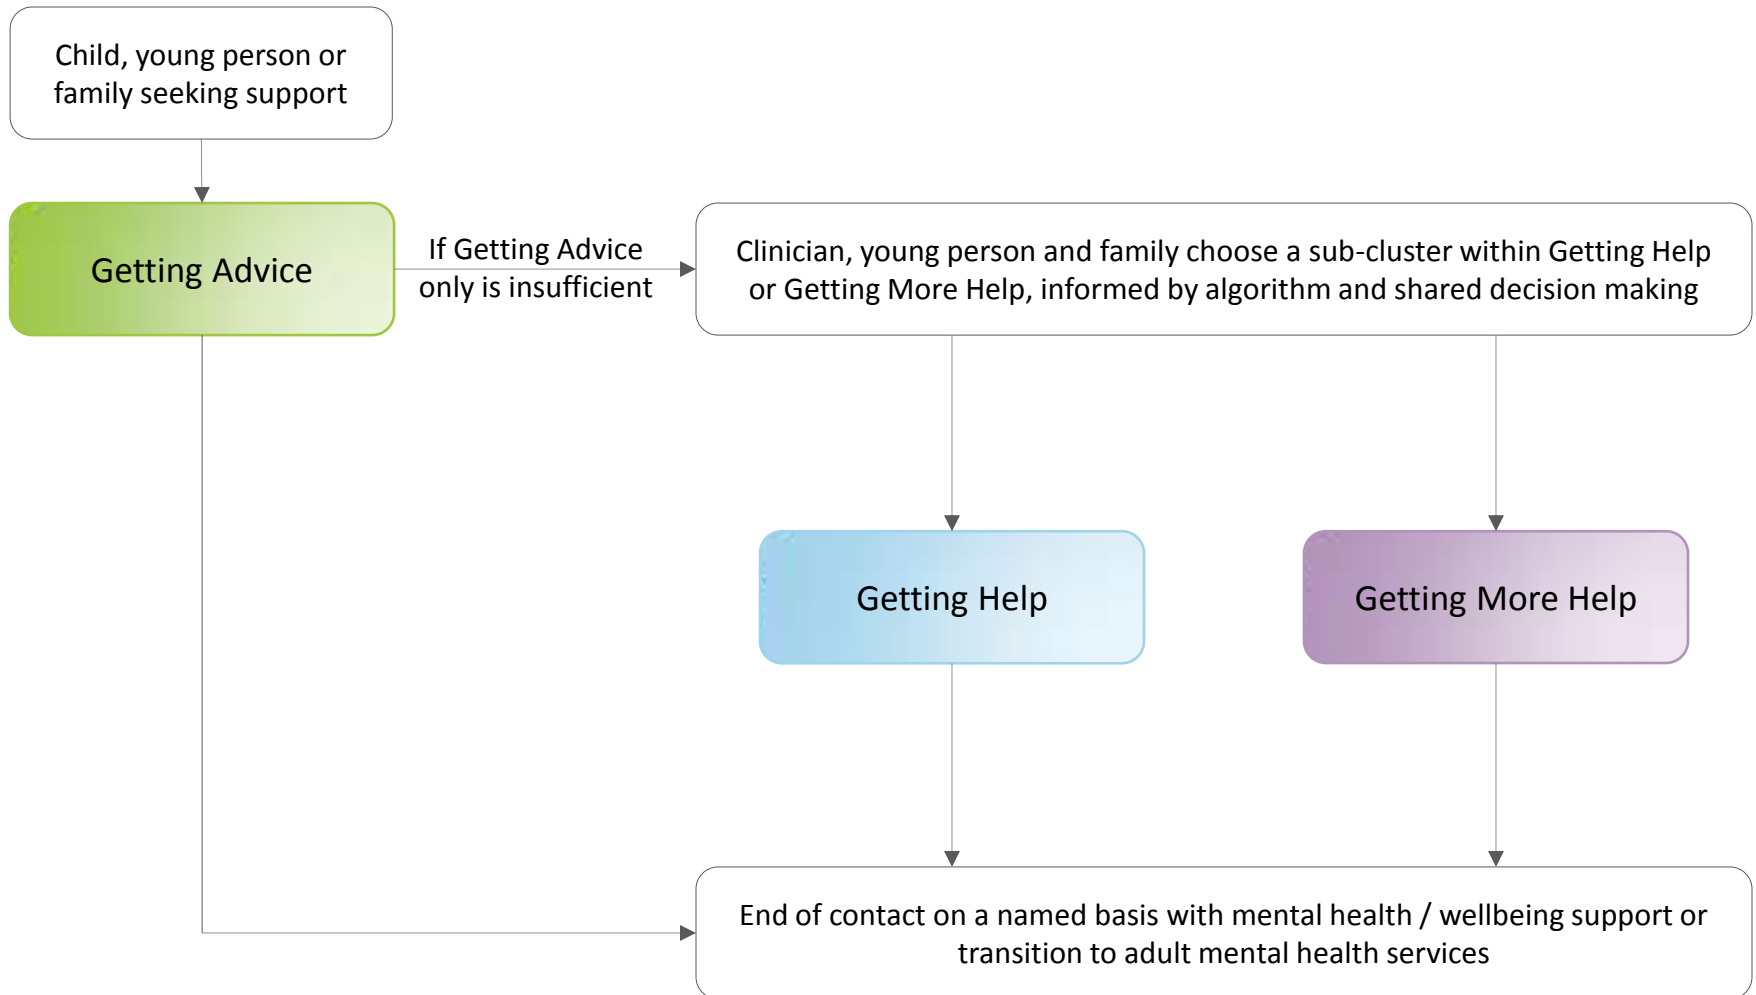 Child, young person or
family seeking support
Getting Advice
If Getting Advice
only is insufficient
Clinician, young person and family choose a sub-cluster within Getting Help
or Getting More Help, informed by algorithm and shared decision making
Getting Help
Getting More Help
End of contact on a named basis with mental health / wellbeing support or
transition to adult mental health services